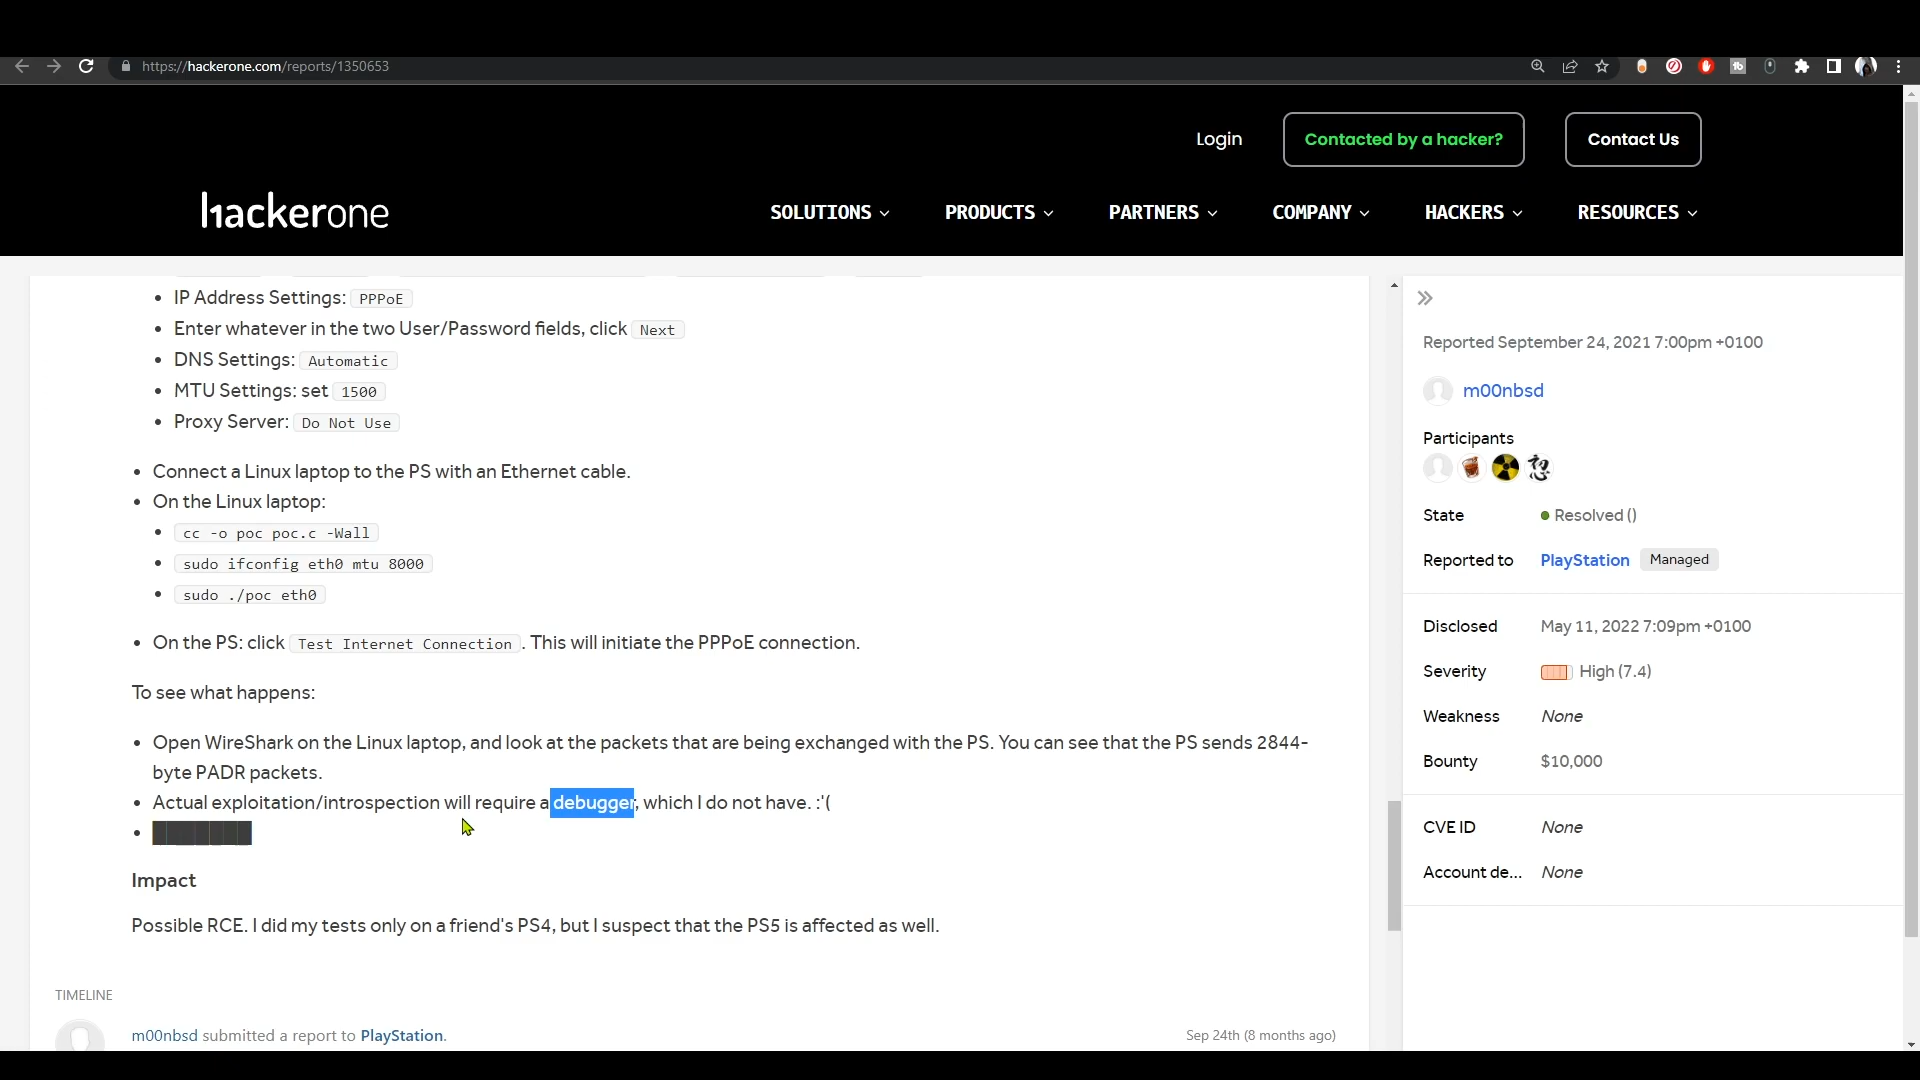 https://hackerone.com/reports/1350653
Login
Contacted by a hacker?
Contact Us
hackerone
SOLUTIONS
PRODUCTS
PARTNERS
COMPANY
HACKERS
RESOURCES
• IP Address Settings: PPPoE
• Enter whatever in the two User/Password fields, click Next
• DNS Settings: Automatic
• MTU Settings: set 1500
• Proxy Server: Do Not Use
• Connect a Linux laptop to the PS with an Ethernet cable.
• On the Linux laptop:
• cc -o poc poc.c -Wall
• sudo ifconfig eth0 mtu 8000
• sudo ./poc eth0
• On the PS: click Test Internet Connection. This will initiate the PPPoE connection.
To see what happens:
• Open WireShark on the Linux laptop, and look at the packets that are being exchanged with the PS. You can see that the PS sends 2844-
byte PADR packets.
• Actual exploitation/introspection will require a debugger, which I do not have. :'(
• ███████
Impact
Possible RCE. I did my tests only on a friend's PS4, but I suspect that the PS5 is affected as well.
TIMELINE
m00nbsd submitted a report to PlayStation.
Sep 24th (8 months ago)
Reported September 24, 2021 7:00pm +0100
m00nbsd
Participants
初心
State Resolved ()
Reported to PlayStation Managed
Disclosed May 11, 2022 7:09pm +0100
Severity High (7.4)
Weakness None
Bounty $10,000
CVE ID None
Account de... None